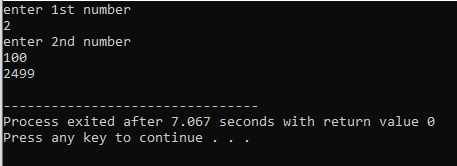 enter 1st number
2
enter 2nd number
100
2499
--------------------------------
Process exited after 7.067 seconds with return value 0
Press any key to continue . . .